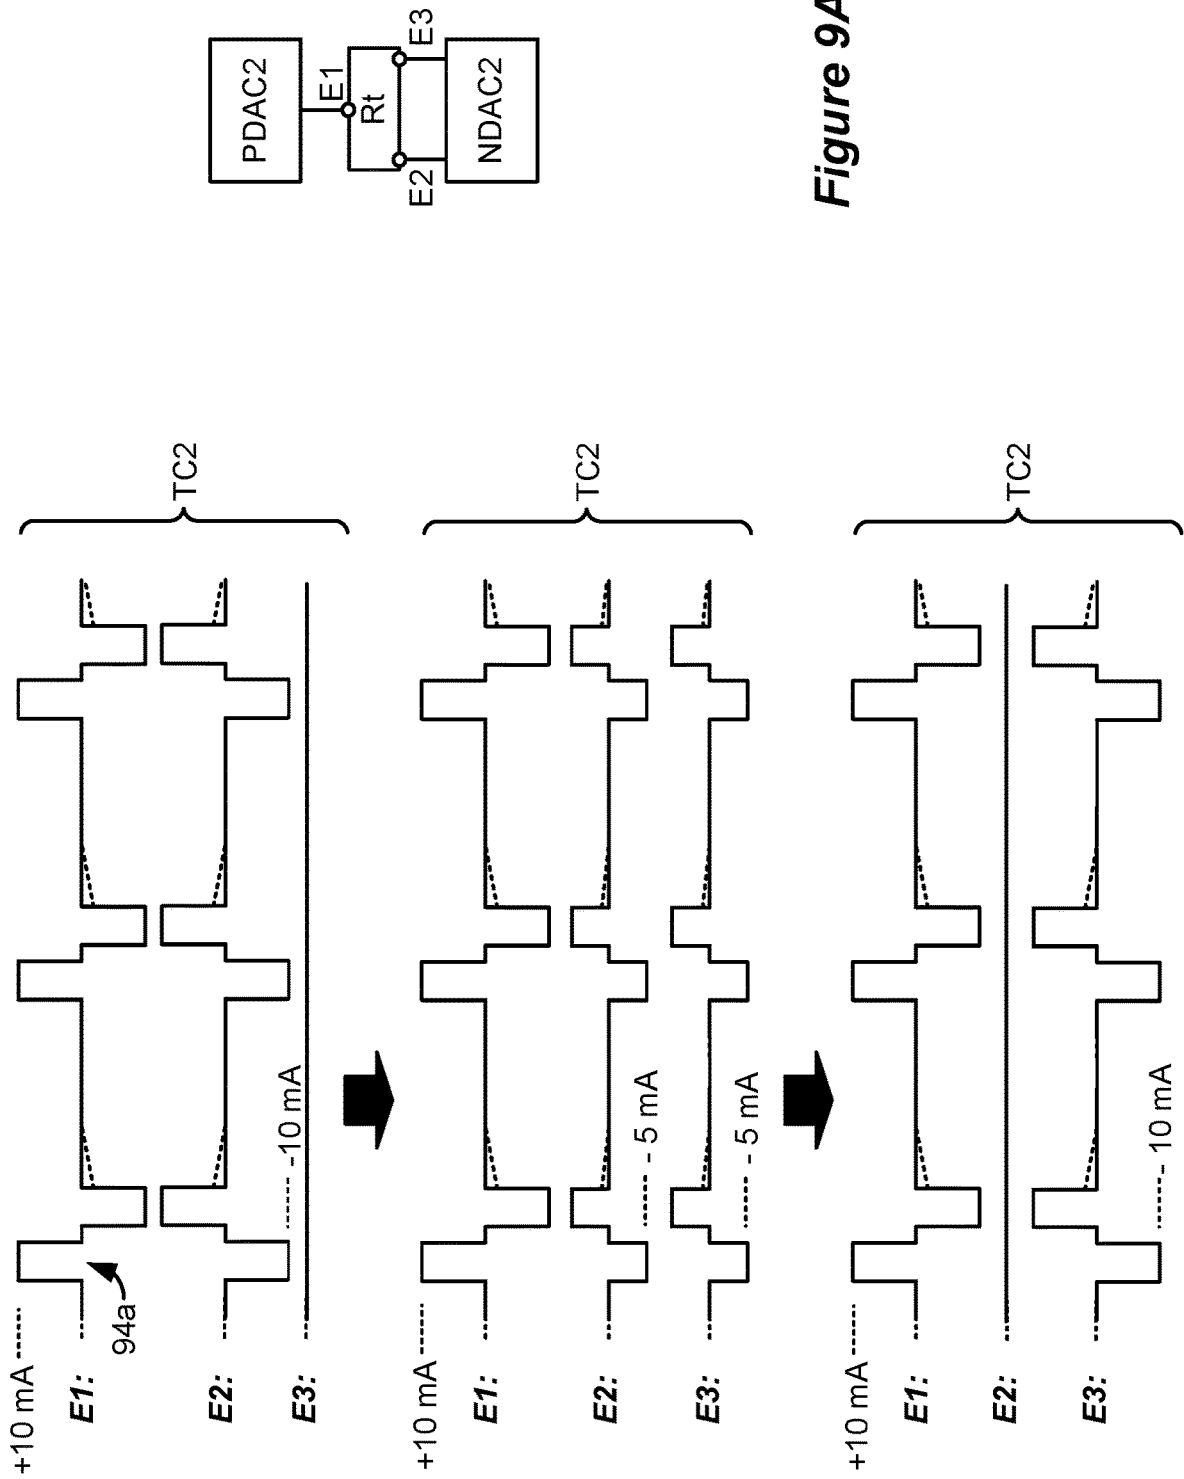 +10 mA
E1:
94a
E2:
-10 mA
E3:
TC2
+10 mA
E1:
E2:
- 5 mA
E3:
- 5 mA
TC2
+10 mA
E1:
E2:
E3:
- 10 mA
TC2
PDAC2
E1
Rt
E2
E3
NDAC2
Figure 9A